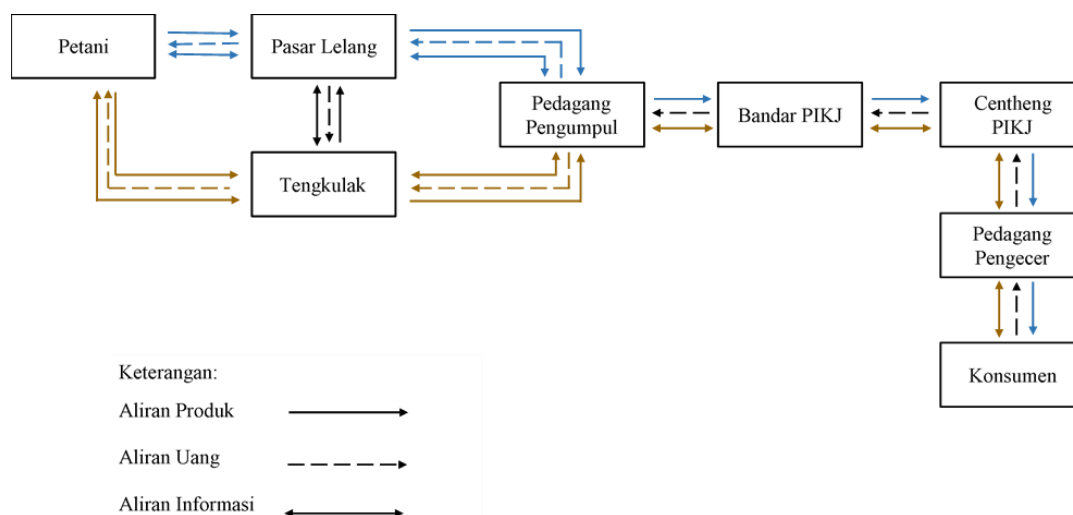 Petani
Pasar Lelang
Pedagang
Pengumpul
Bandar PIKJ
Centheng
PIKJ
Tengkulak
Pedagang
Pengecer
Konsumen
Keterangan:
Aliran Produk
Aliran Uang
Aliran Informasi